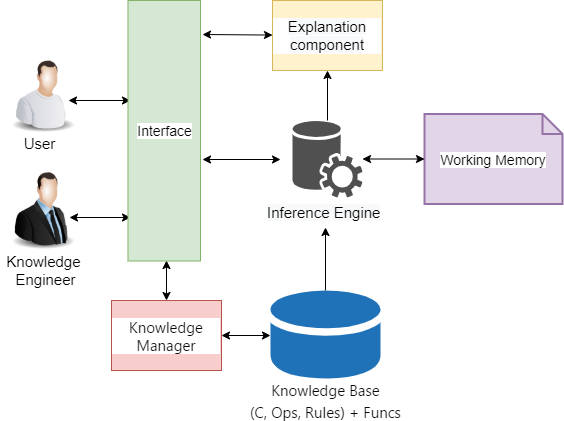 Explanation
component
Interface
User
Working Memory
Inference Engine
Knowledge
Engineer
Knowledge
Manager
Knowledge Base
(C, Ops, Rules) + Funcs